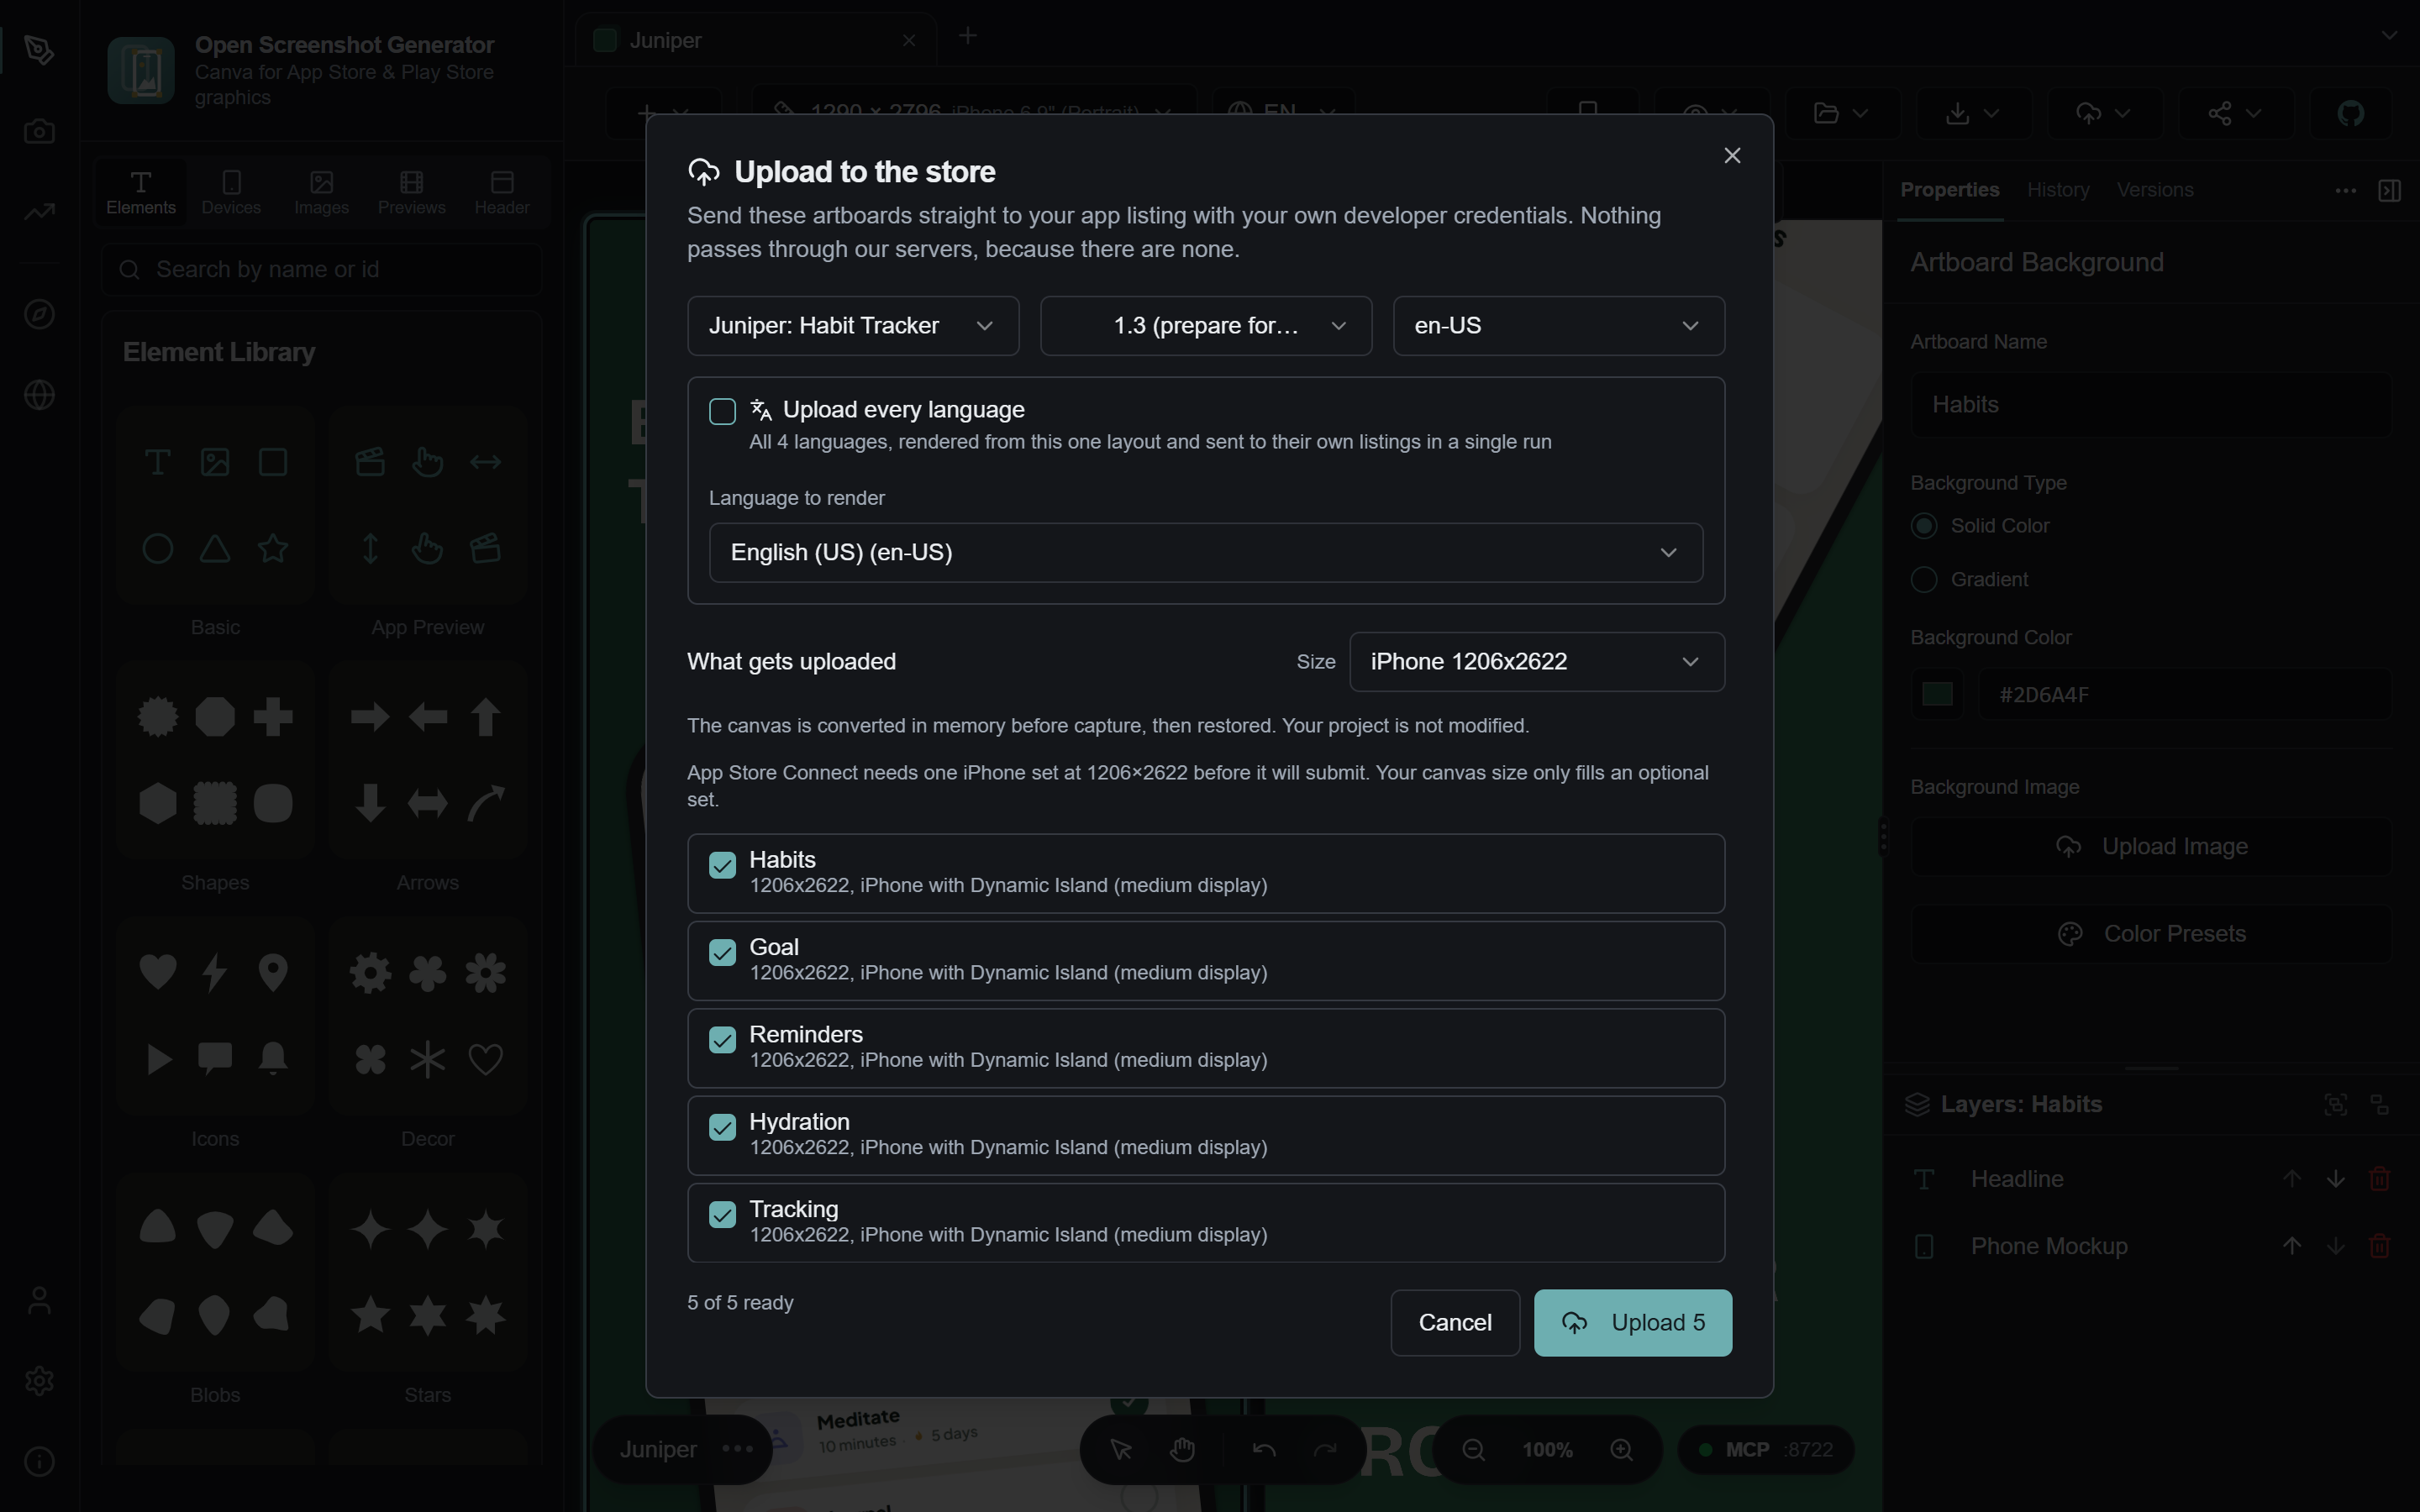 Open Screenshot Generator
Canva for App Store & Play Store
graphics
Juniper
1290 × 2796 iPhone 6.9" (Portrait)
EN
Elements
Devices
Images
Previews
Header
Search by name or id
Element Library
Basic
App Preview
Shapes
Arrows
Icons
Decor
Blobs
Stars
Upload to the store
Send these artboards straight to your app listing with your own developer credentials. Nothing
passes through our servers, because there are none.
Juniper: Habit Tracker
1.3 (prepare for…
en-US
Upload every language
All 4 languages, rendered from this one layout and sent to their own listings in a single run
Language to render
English (US) (en-US)
What gets uploaded
Size
iPhone 1206x2622
The canvas is converted in memory before capture, then restored. Your project is not modified.
App Store Connect needs one iPhone set at 1206×2622 before it will submit. Your canvas size only fills an optional
set.
Habits
1206x2622, iPhone with Dynamic Island (medium display)
Goal
1206x2622, iPhone with Dynamic Island (medium display)
Reminders
1206x2622, iPhone with Dynamic Island (medium display)
Hydration
1206x2622, iPhone with Dynamic Island (medium display)
Tracking
1206x2622, iPhone with Dynamic Island (medium display)
5 of 5 ready
Cancel
Upload 5
Properties
History
Versions
Artboard Background
Artboard Name
Habits
Background Type
Solid Color
Gradient
Background Color
#2D6A4F
Background Image
Upload Image
Color Presets
Layers: Habits
Headline
Phone Mockup
Meditate
10 minutes · 5 days
Juniper
100%
MCP :8722